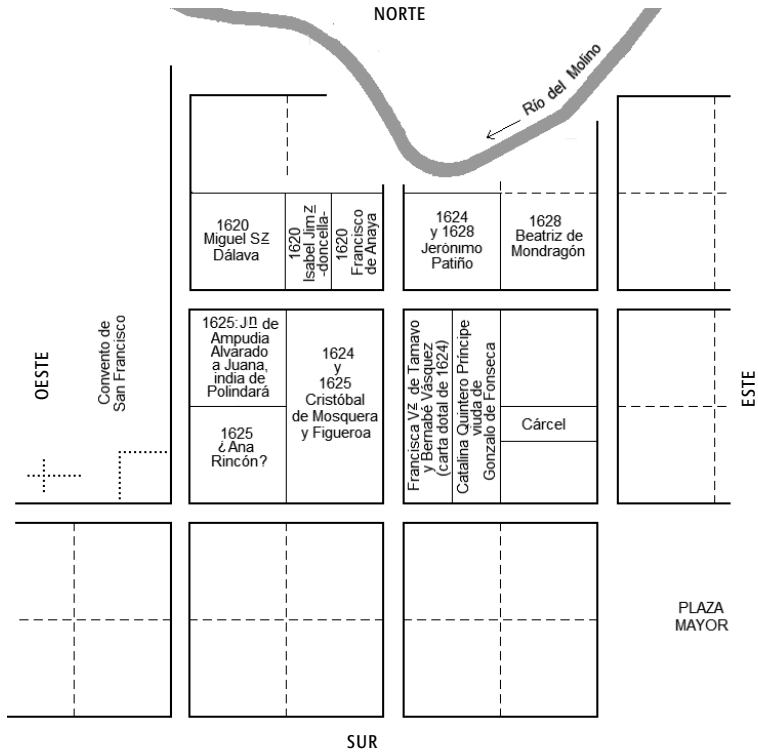 NORTE
Río del Molino
1620
Miguel Sz
Dálava
1620
Isabel Jimz
-doncella-
1620
Francisco
de Anaya
1624
y 1628
Jerónimo
Patiño
1628
Beatriz de
Mondragón
OESTE
Convento de
San Francisco
1625: Jn de
Ampudia
Alvarado
a Juana,
india de
Polindará
1624
y
1625
Cristóbal
de Mosquera
y Figueroa
1625
¿Ana
Rincón?
Francisca Vz de Tamayo
y Bernabé Vásquez
(carta dotal de 1624)
Catalina Quintero Príncipe
viuda de
Gonzalo de Fonseca
Cárcel
ESTE
PLAZA
MAYOR
SUR